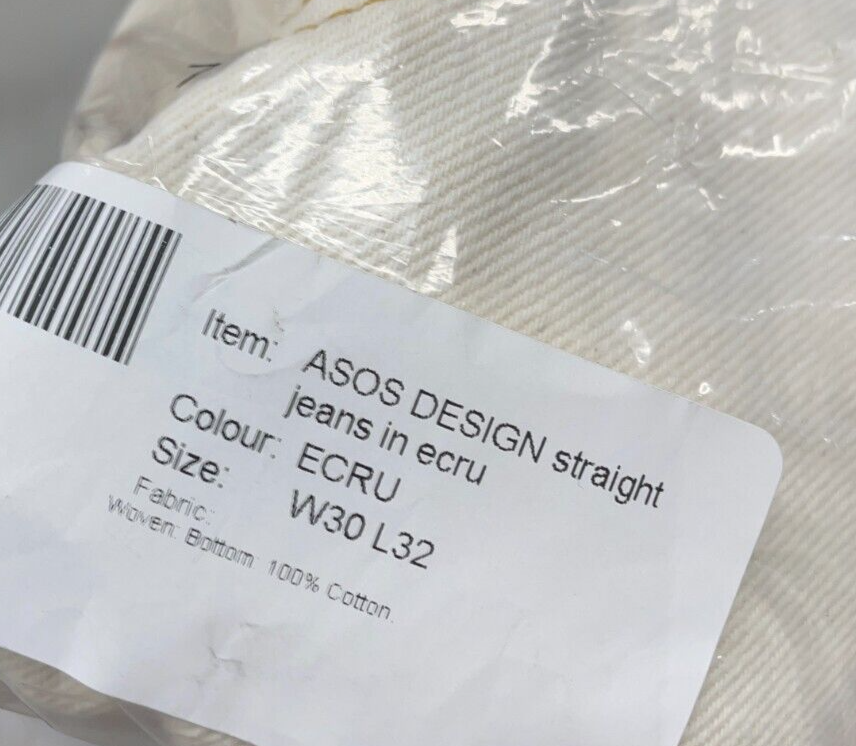 Item: ASOS DESIGN straight
jeans in ecru
Colour: ECRU
Size: W30 L32
Fabric:
Woven: Bottom: 100% Cotton.